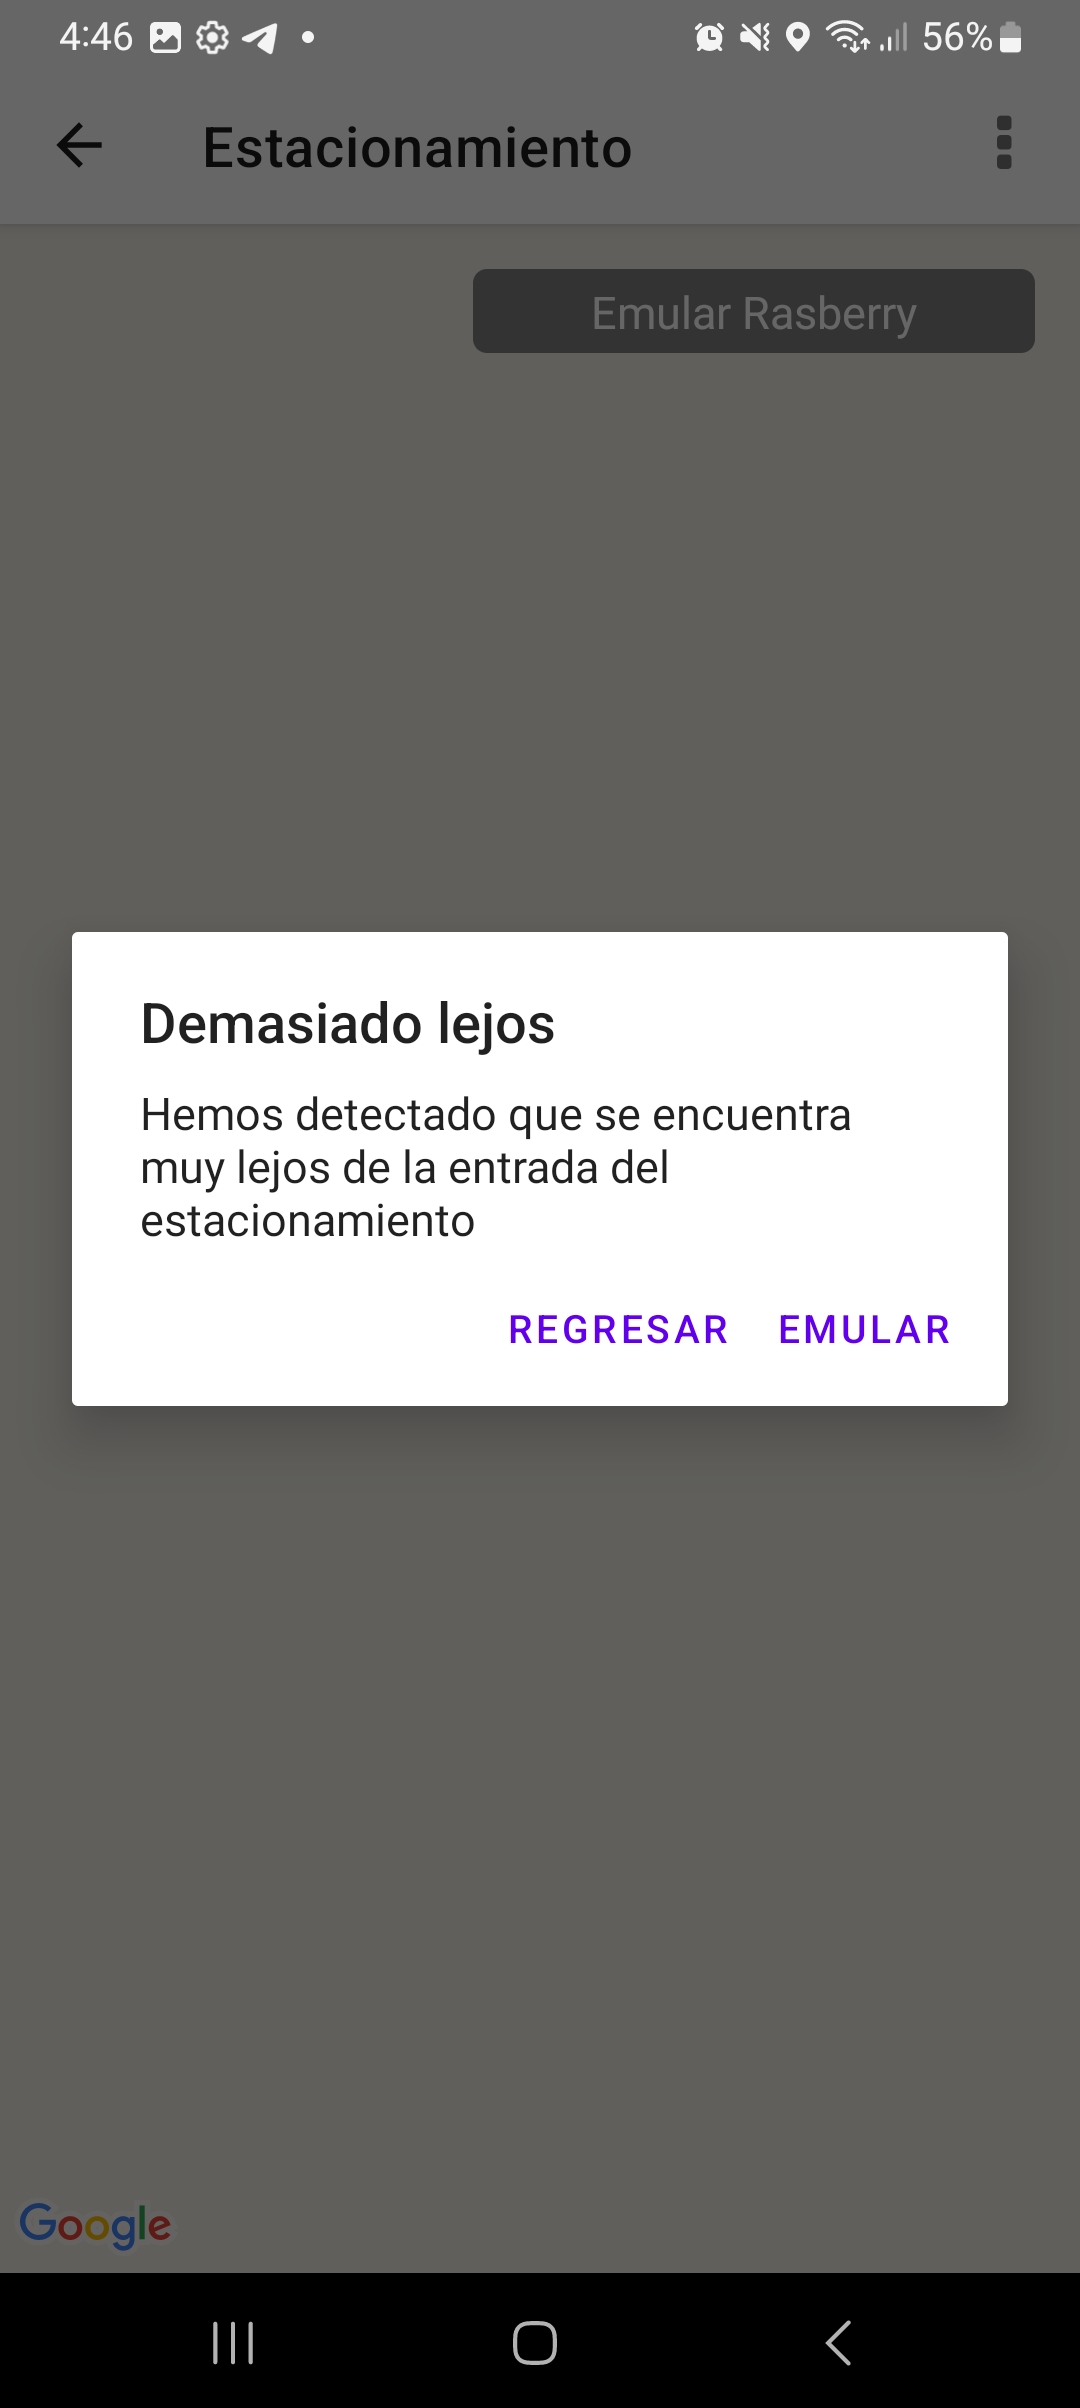 4:46
56%
Estacionamiento
Emular Rasberry
Demasiado lejos
Hemos detectado que se encuentra
muy lejos de la entrada del
estacionamiento
REGRESAR EMULAR
Google